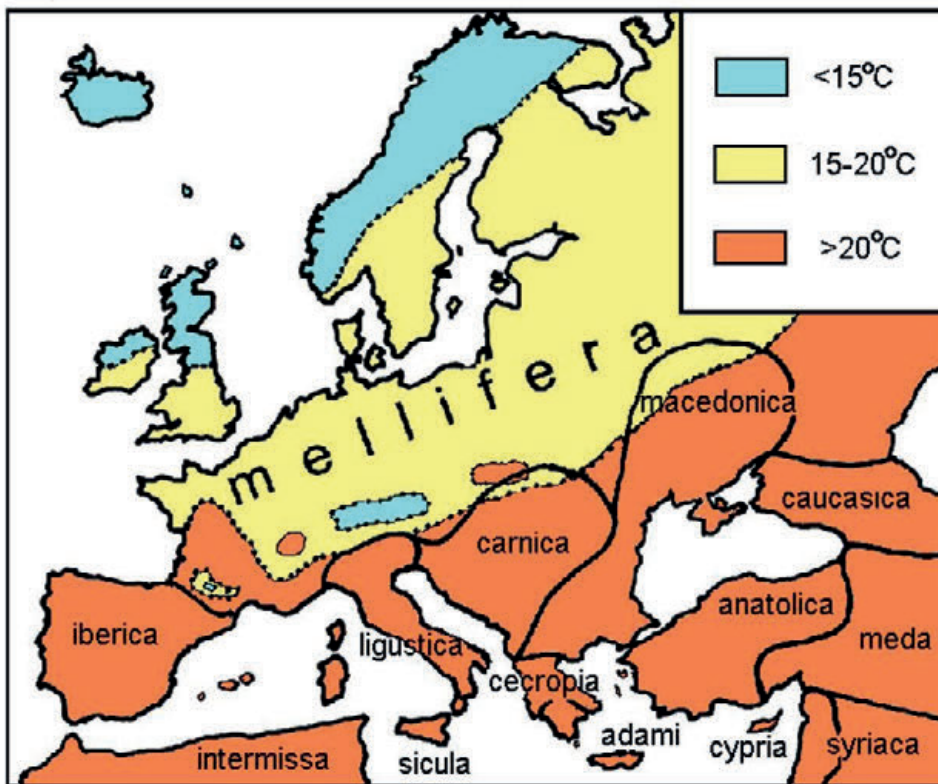 <15°C
15-20°C
>20°C
mellifera
macedonica
caucasica
carnica
anatolica
iberica
ligustica
meda
cecropia
adami
intermissa
sicula
cypria
syriaca